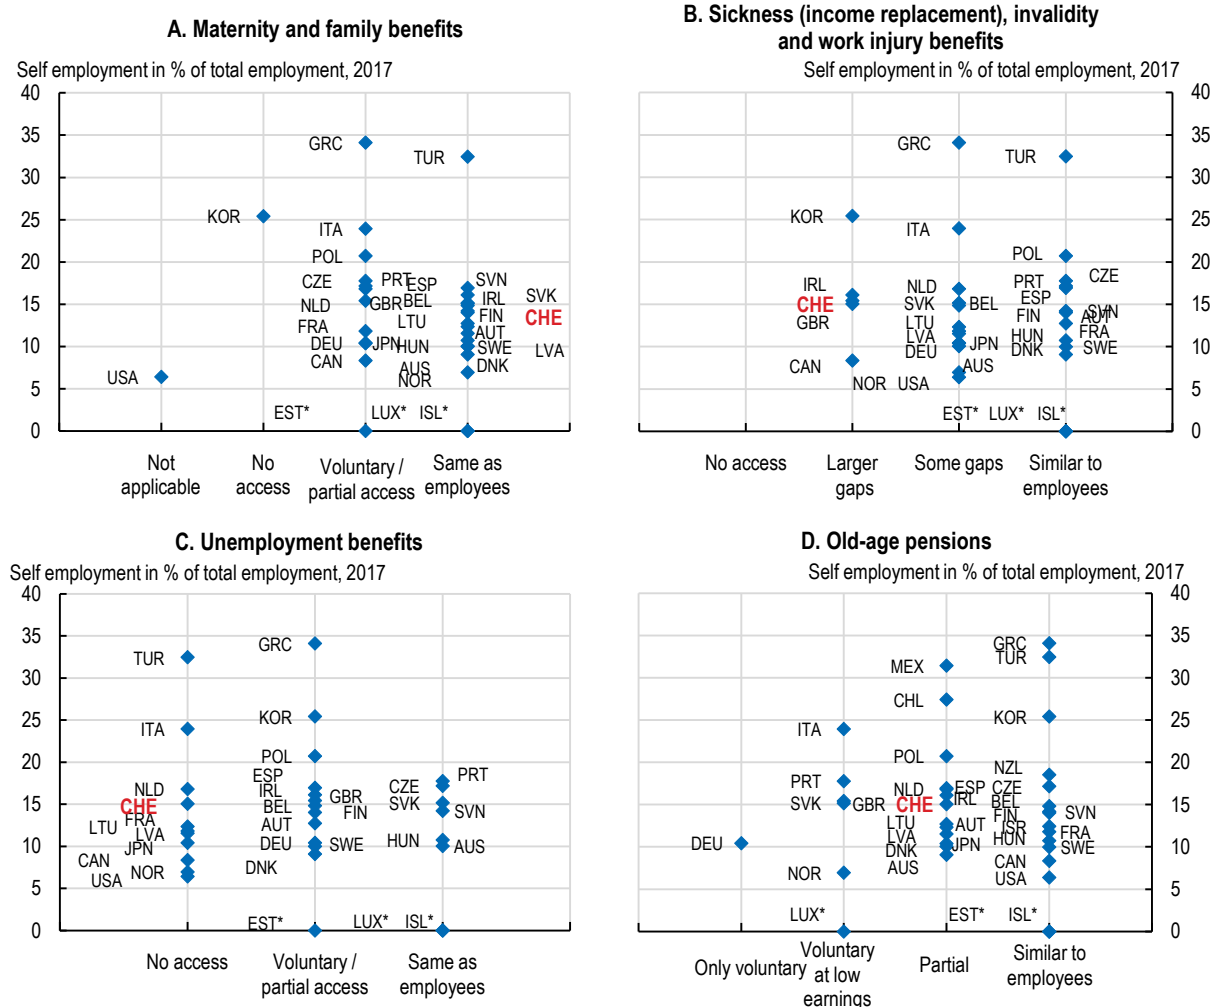 A. Maternity and family benefits
Self employment in % of total employment, 2017
40
35
30
25
20
15
10
5
0
GRC
TUR
KOR
ITA
POL
CZE
PRT
ESP
SVN
NLD
GBR
BEL
IRL
SVK
FRA
LTU
FIN
CHE
DEU
JPN
HUN
AUT
SWE
LVA
CAN
AUS
DNK
USA
NOR
EST*
LUX*
ISL*
Not
applicable
No
access
Voluntary /
partial access
Same as
employees
B. Sickness (income replacement), invalidity
and work injury benefits
Self employment in % of total employment, 2017
40
35
30
25
20
15
10
5
0
GRC
TUR
KOR
ITA
POL
IRL
NLD
PRT
CZE
CHE
SVK
BEL
ESP
GBR
LTU
FIN
SVN
AUT
LVA
JPN
HUN
FRA
DEU
DNK
SWE
CAN
AUS
NOR
USA
EST*
LUX*
ISL*
No access
Larger
gaps
Some gaps
Similar to
employees
C. Unemployment benefits
Self employment in % of total employment, 2017
40
35
30
25
20
15
10
5
0
GRC
TUR
ITA
KOR
POL
ESP
PRT
NLD
IRL
GBR
CZE
CHE
BEL
FIN
SVK
SVN
FRA
LTU
LVA
AUT
JPN
DEU
SWE
HUN
AUS
CAN
NOR
DNK
USA
EST*
LUX*
ISL*
No access
Voluntary /
partial access
Same as
employees
D. Old-age pensions
Self employment in % of total employment, 2017
40
35
30
25
20
15
10
5
0
GRC
TUR
MEX
CHL
KOR
ITA
POL
NZL
PRT
NLD
ESP
CZE
SVK
GBR
CHE
IRL
BEL
FIN
SVN
LTU
AUT
ISR
FRA
LVA
JPN
HUN
SWE
DEU
DNK
CAN
NOR
AUS
USA
LUX*
EST*
ISL*
Only voluntary
Voluntary
at low
earnings
Partial
Similar to
employees